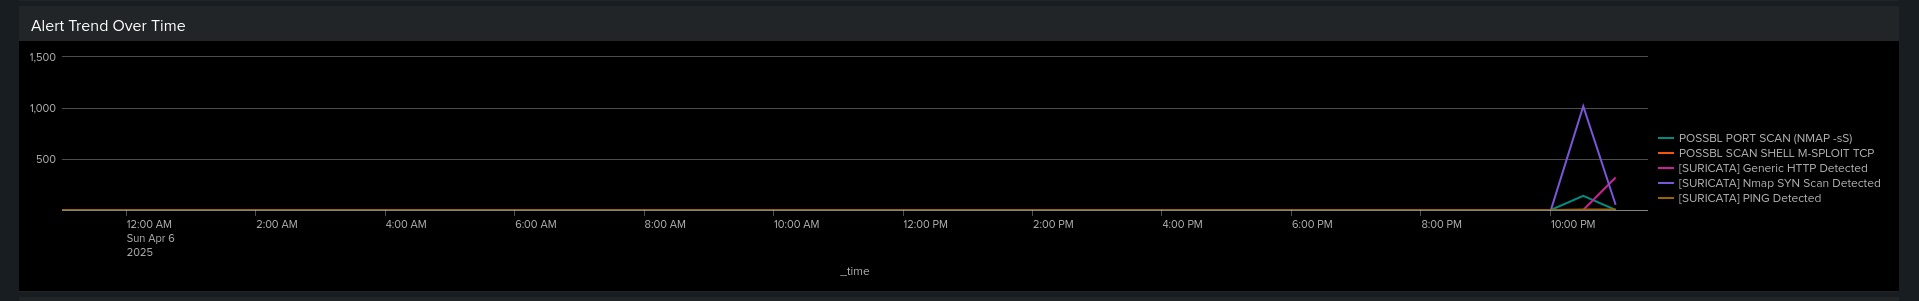 Alert Trend Over Time
1,500
1,000
500
POSSBL PORT SCAN (NMAP -sS)
POSSBL SCAN SHELL M-SPLOIT TCP
[SURICATA] Generic HTTP Detected
[SURICATA] Nmap SYN Scan Detected
[SURICATA] PING Detected
12:00 AM 2:00 AM 4:00 AM 6:00 AM 8:00 AM 10:00 AM 12:00 PM 2:00 PM 4:00 PM 6:00 PM 8:00 PM 10:00 PM
Sun Apr 6
2025
_time